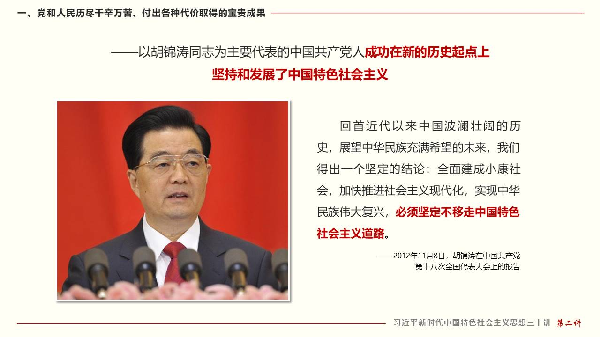 一、党和人民历尽千辛万苦、付出各种代价取得的宝贵成果
——以胡锦涛同志为主要代表的中国共产党人成功在新的历史起点上
坚持和发展了中国特色社会主义
回首近代以来中国波澜壮阔的历
史，展望中华民族充满希望的未来，我们
得出一个坚定的结论：全面建成小康社
会，加快推进社会主义现代化，实现中华
民族伟大复兴，必须坚定不移走中国特色
社会主义道路。
——2012年11月8日，胡锦涛在中国共产党
第十八次全国代表大会上的报告
习近平新时代中国特色社会主义思想三十讲 第二讲